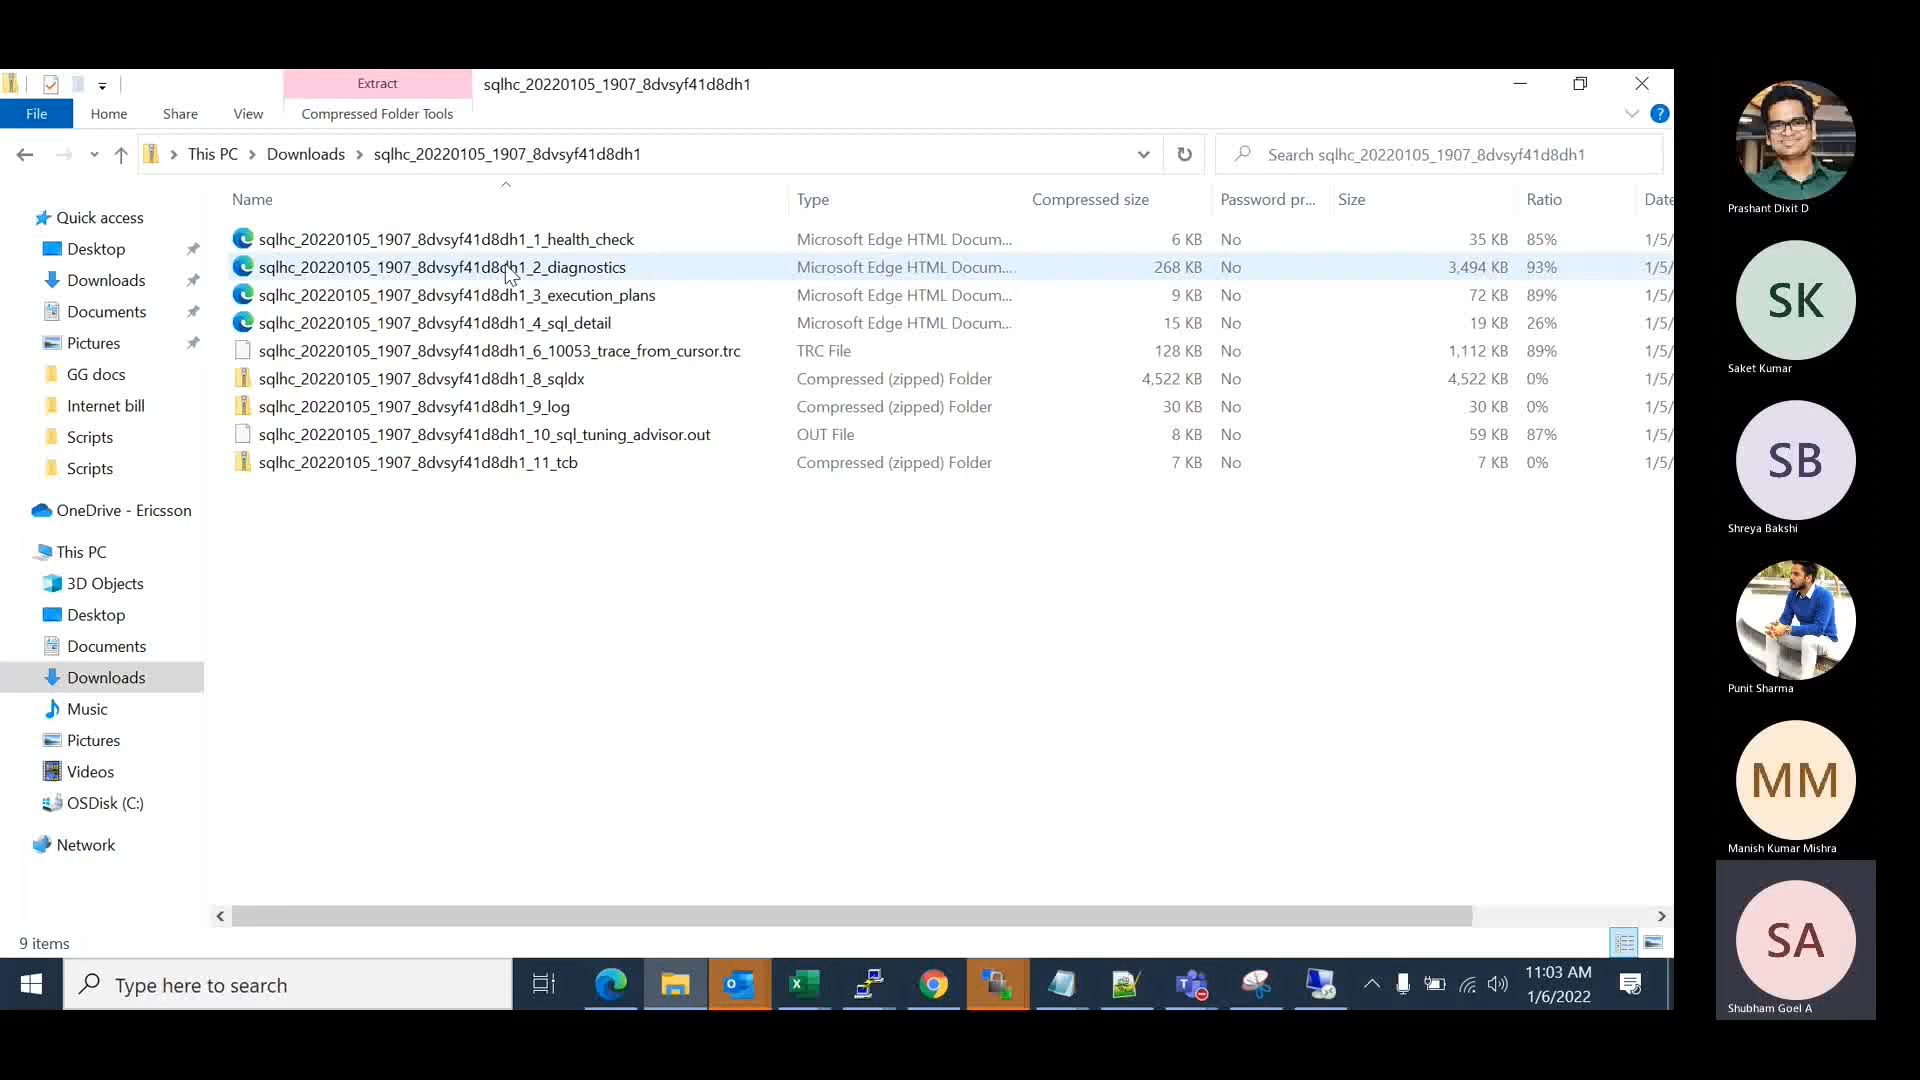 Extract
sqlhc_20220105_1907_8dvsyf41d8dh1
File
Home
Share
View
Compressed Folder Tools
This PC > Downloads > sqlhc_20220105_1907_8dvsyf41d8dh1
Search sqlhc_20220105_1907_8dvsyf41d8dh1
Name Type Compressed size Password pr... Size Ratio Date
sqlhc_20220105_1907_8dvsyf41d8dh1_1_health_check Microsoft Edge HTML Docum... 6 KB No 35 KB 85% 1/5/
sqlhc_20220105_1907_8dvsyf41d8dh1_2_diagnostics Microsoft Edge HTML Docum... 268 KB No 3,494 KB 93% 1/5/
sqlhc_20220105_1907_8dvsyf41d8dh1_3_execution_plans Microsoft Edge HTML Docum... 9 KB No 72 KB 89% 1/5/
sqlhc_20220105_1907_8dvsyf41d8dh1_4_sql_detail Microsoft Edge HTML Docum... 15 KB No 19 KB 26% 1/5/
sqlhc_20220105_1907_8dvsyf41d8dh1_6_10053_trace_from_cursor.trc TRC File 128 KB No 1,112 KB 89% 1/5/
sqlhc_20220105_1907_8dvsyf41d8dh1_8_sqldx Compressed (zipped) Folder 4,522 KB No 4,522 KB 0% 1/5/
sqlhc_20220105_1907_8dvsyf41d8dh1_9_log Compressed (zipped) Folder 30 KB No 30 KB 0% 1/5/
sqlhc_20220105_1907_8dvsyf41d8dh1_10_sql_tuning_advisor.out OUT File 8 KB No 59 KB 87% 1/5/
sqlhc_20220105_1907_8dvsyf41d8dh1_11_tcb Compressed (zipped) Folder 7 KB No 7 KB 0% 1/5/
Quick access
Desktop
Downloads
Documents
Pictures
GG docs
Internet bill
Scripts
Scripts
OneDrive - Ericsson
This PC
3D Objects
Desktop
Documents
Downloads
Music
Pictures
Videos
OSDisk (C:)
Network
9 items
Type here to search
11:03 AM
1/6/2022
Prashant Dixit D
SK
Saket Kumar
SB
Shreya Bakshi
Punit Sharma
MM
Manish Kumar Mishra
SA
Shubham Goel A